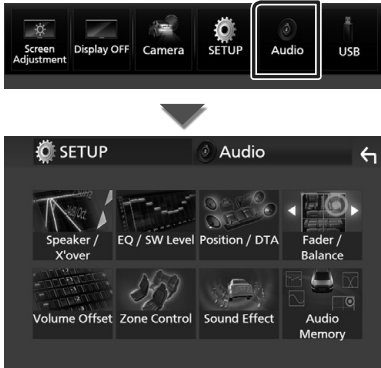 Screen
Adjustment
Display OFF
Camera
SETUP
Audio
USB
SETUP
Audio
Speaker /
X'over
EQ / SW Level
Position / DTA
Fader /
Balance
Volume Offset
Zone Control
Sound Effect
Audio
Memory